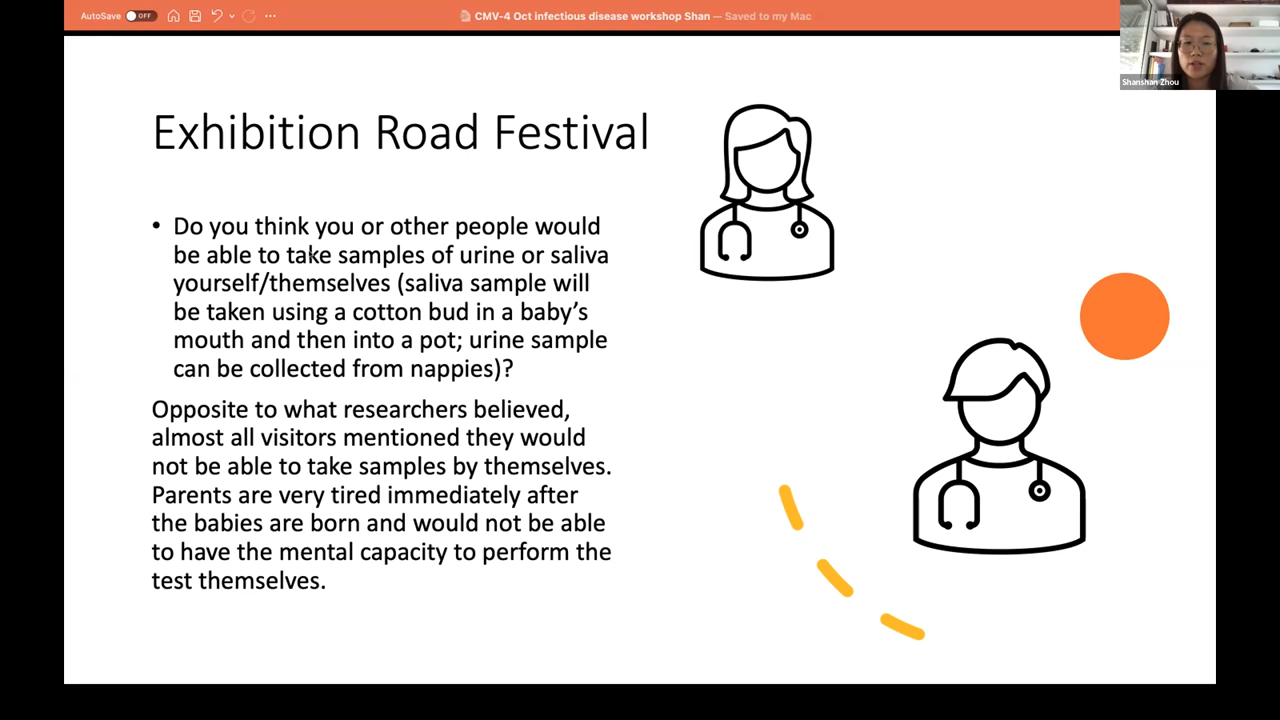 AutoSave OFF
CMV-4 Oct infectious disease workshop Shan — Saved to my Mac
Shanshan Zhou
Exhibition Road Festival
• Do you think you or other people would
be able to take samples of urine or saliva
yourself/themselves (saliva sample will
be taken using a cotton bud in a baby’s
mouth and then into a pot; urine sample
can be collected from nappies)?
Opposite to what researchers believed,
almost all visitors mentioned they would
not be able to take samples by themselves.
Parents are very tired immediately after
the babies are born and would not be able
to have the mental capacity to perform the
test themselves.